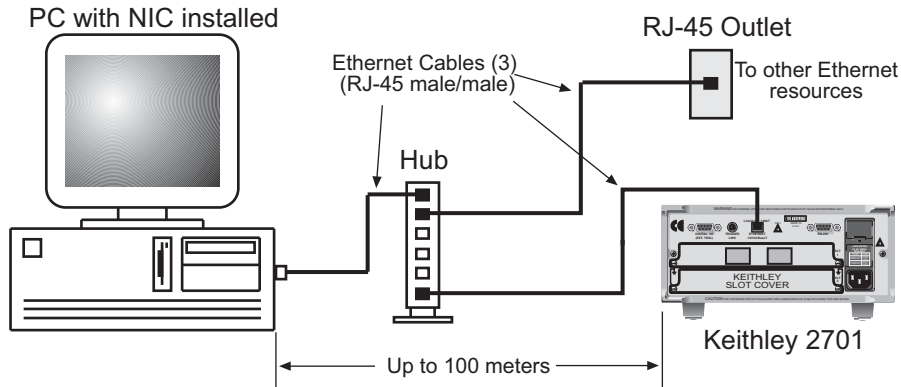 PC with NIC installed
RJ-45 Outlet
Ethernet Cables (3)
(RJ-45 male/male)
To other Ethernet
resources
Hub
KEITHLEY
SLOT COVER
Keithley 2701
Up to 100 meters